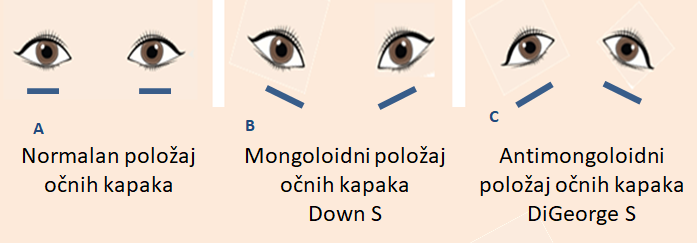 A
Normalan položaj
očnih kapaka
B
Mongoloidni položaj
očnih kapaka
Down S
C
Antimongoloidni
položaj očnih kapaka
DiGeorge S